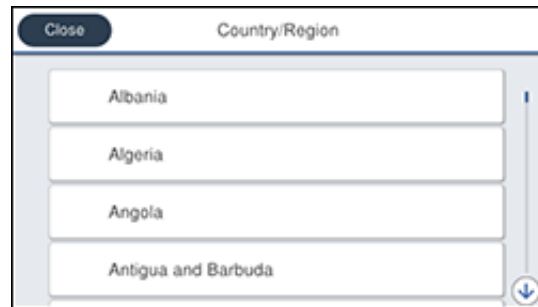 Close Country/Region
Albania
Algeria
Angola
Antigua and Barbuda